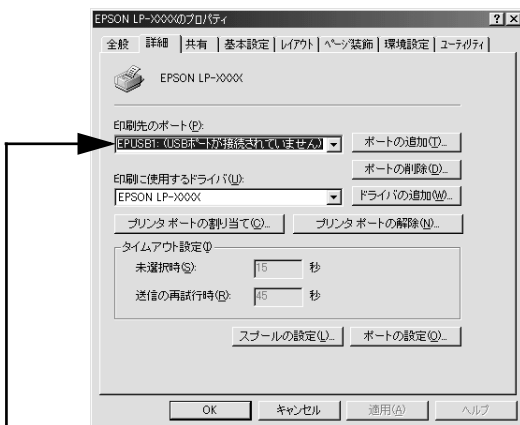 EPSON LP-XXXXのプロパティ
全般 詳細 共有 基本設定 レイアウト ページ装飾 環境設定 ユーティリティ
EPSON LP-XXXX
印刷先のポート(P):
EPUSB1: (USBポートが接続されていません) ポートの追加(T)...
ポートの削除(D)...
印刷に使用するドライバ(U):
EPSON LP-XXXX ドライバの追加(W)...
プリンタ ポートの割り当て(C)... プリンタ ポートの解除(N)...
タイムアウト設定(I)
未選択時(S): 15 秒
送信の再試行時(R): 45 秒
スプールの設定(L)... ポートの設定(O)...
OK キャンセル 適用(A) ヘルプ